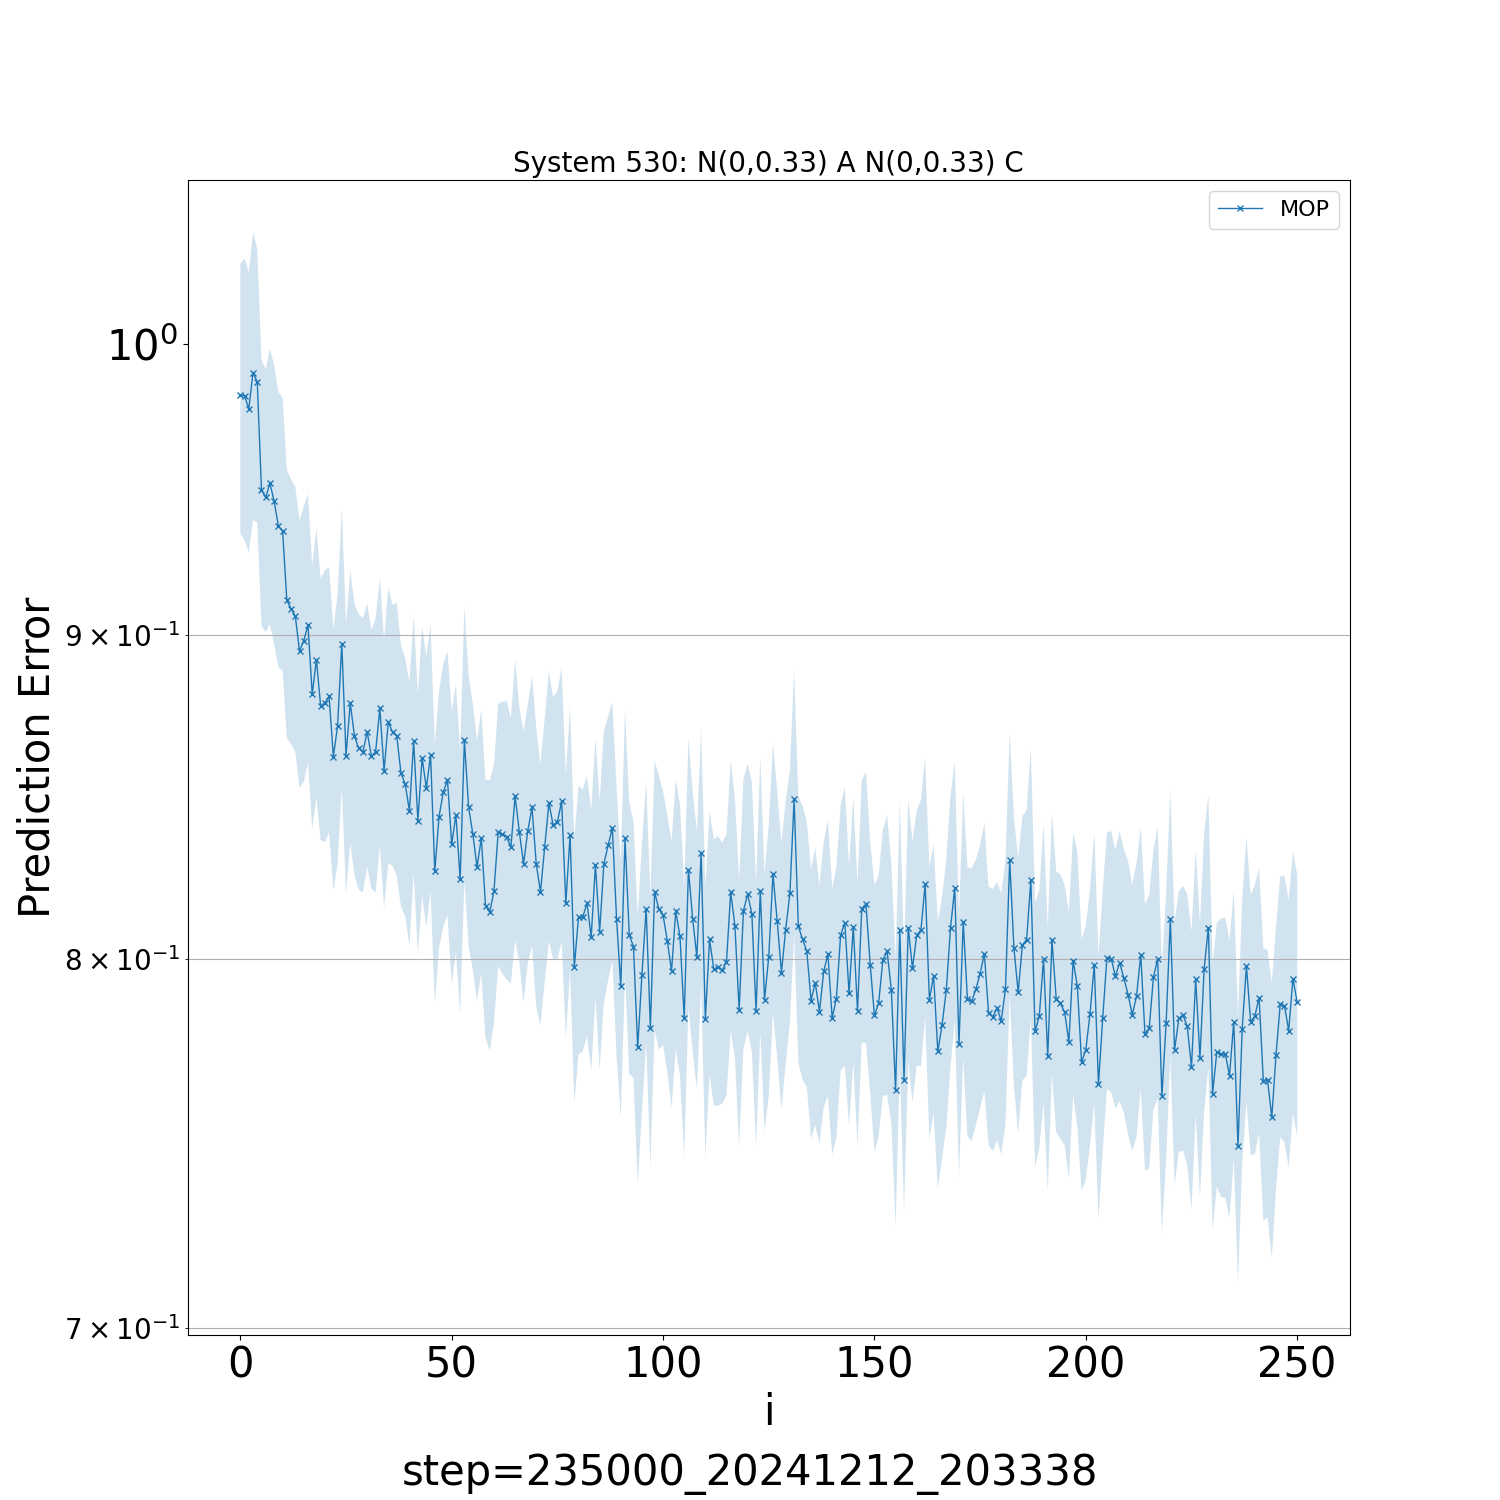 System 530: N(0,0.33) A N(0,0.33) C
MOP
10⁰
9 × 10⁻¹
8 × 10⁻¹
7 × 10⁻¹
Prediction Error
0 50 100 150 200 250
i
step=235000_20241212_203338